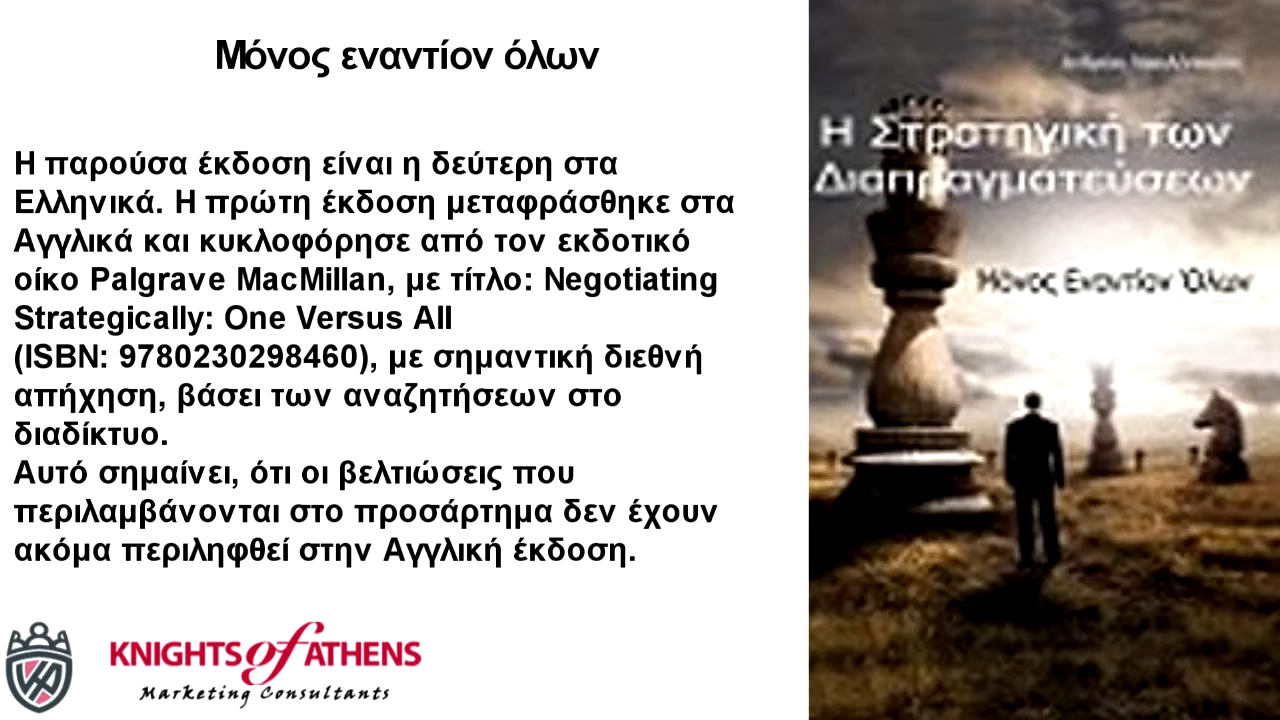 Μόνος εναντίον όλων
Η παρούσα έκδοση είναι η δεύτερη στα
Ελληνικά. Η πρώτη έκδοση μεταφράσθηκε στα
Αγγλικά και κυκλοφόρησε από τον εκδοτικό
οίκο Palgrave MacMillan, με τίτλο: Negotiating
Strategically: One Versus All
(ISBN: 9780230298460), με σημαντική διεθνή
απήχηση, βάσει των αναζητήσεων στο
διαδίκτυο.
Αυτό σημαίνει, ότι οι βελτιώσεις που
περιλαμβάνονται στο προσάρτημα δεν έχουν
ακόμα περιληφθεί στην Αγγλική έκδοση.
KNIGHTS of ATHENS
Marketing Consultants
Η Στρατηγική των
Διαπραγματεύσεων
Μόνος Εναντίον Όλων